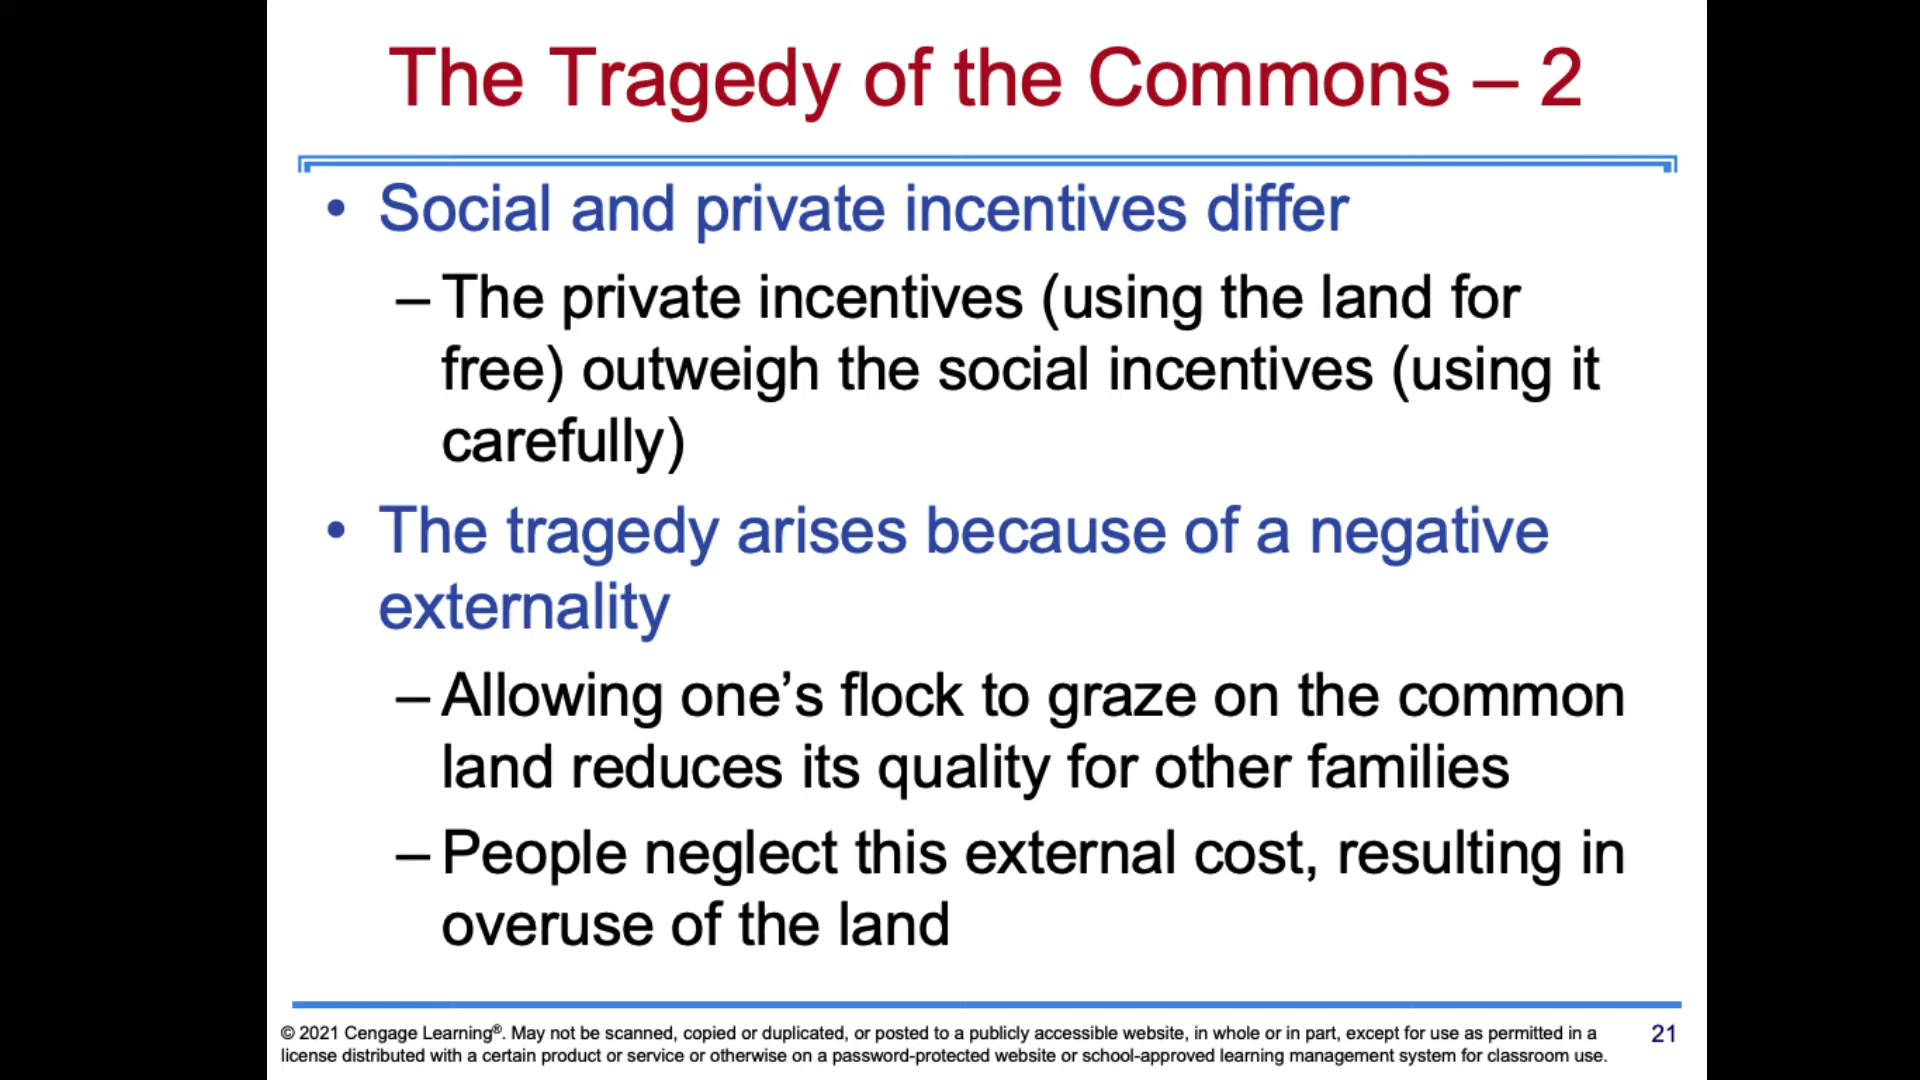 The Tragedy of the Commons – 2
• Social and private incentives differ
– The private incentives (using the land for
free) outweigh the social incentives (using it
carefully)
• The tragedy arises because of a negative
externality
– Allowing one’s flock to graze on the common
land reduces its quality for other families
– People neglect this external cost, resulting in
overuse of the land
© 2021 Cengage Learning®. May not be scanned, copied or duplicated, or posted to a publicly accessible website, in whole or in part, except for use as permitted in a
license distributed with a certain product or service or otherwise on a password-protected website or school-approved learning management system for classroom use.
21